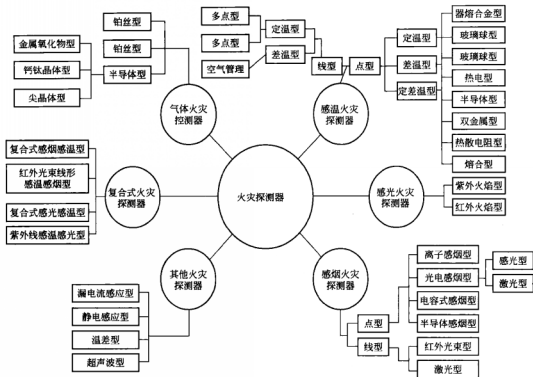 铂丝型
铂丝型
半导体型
金属氧化物型
钙钛晶体型
尖晶体型
气体火灾
控测器
多点型
多点型
空气管理
定温型
差温型
线型
点型
感温火灾
探测器
定温型
差温型
定差温型
器熔合金型
玻璃球型
玻璃球型
热电型
半导体型
双金属型
热散电阻型
熔合型
复合式感烟感温型
红外光束线形
感温感烟型
复合式感光感温型
紫外线感温感光型
复合式火灾
探测器
火灾探测器
感光火灾
探测器
紫外火焰型
红外火焰型
其他火灾
探测器
漏电流感应型
静电感应型
温差型
超声波型
感烟火灾
探测器
点型
线型
离子感烟型
光电感烟型
电容式感烟型
半导体感烟型
感光型
激光型
红外光束型
激光型